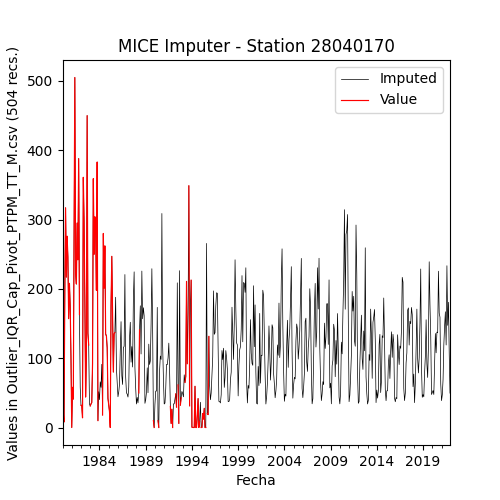 MICE Imputer - Station 28040170
Values in Outlier_IQR_Cap_Pivot_PTPM_TT_M.csv (504 recs.)
500
400
300
200
100
0
Imputed
Value
1984 1989 1994 1999 2004 2009 2014 2019
Fecha